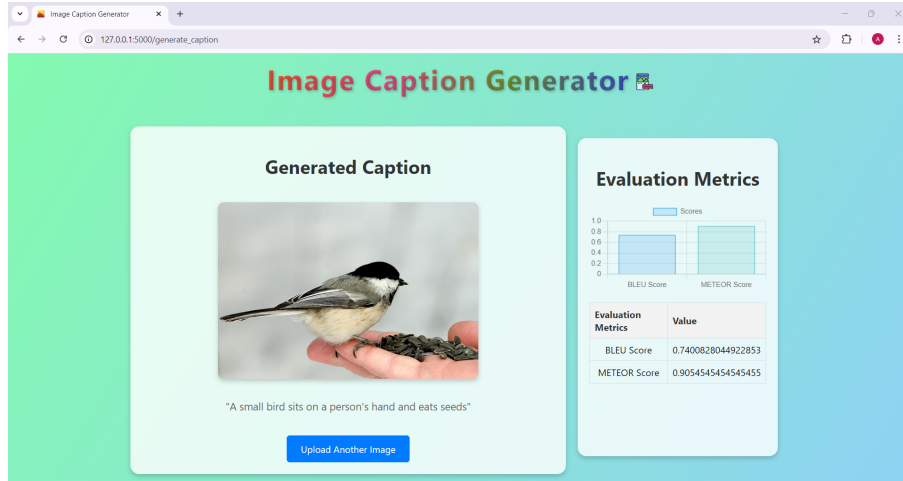 Image Caption Generator
127.0.0.1:5000/generate_caption
A
Image Caption Generator
Generated Caption
"A small bird sits on a person's hand and eats seeds"
Upload Another Image
Evaluation Metrics
Scores
1.0
0.8
0.6
0.4
0.2
0
BLEU Score METEOR Score
Evaluation Metrics Value
BLEU Score 0.7400828044922853
METEOR Score 0.9054545454545455